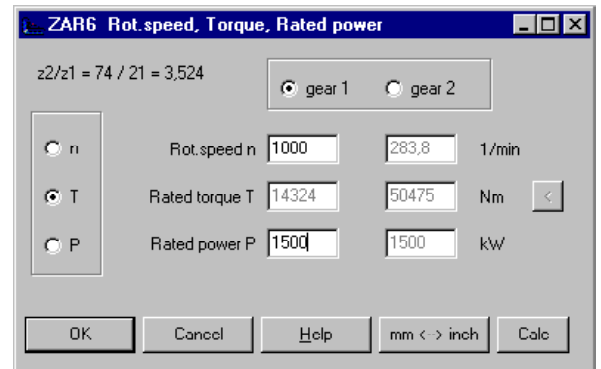 ZAR6 Rot.speed, Torque, Rated power
z2/z1 = 74 / 21 = 3,524
gear 1 gear 2
n Rot.speed n 1000 283,8 1/min
T Rated torque T 14324 50475 Nm <
P Rated power P 1500 1500 kW
OK Cancel Help mm <-> inch Calc